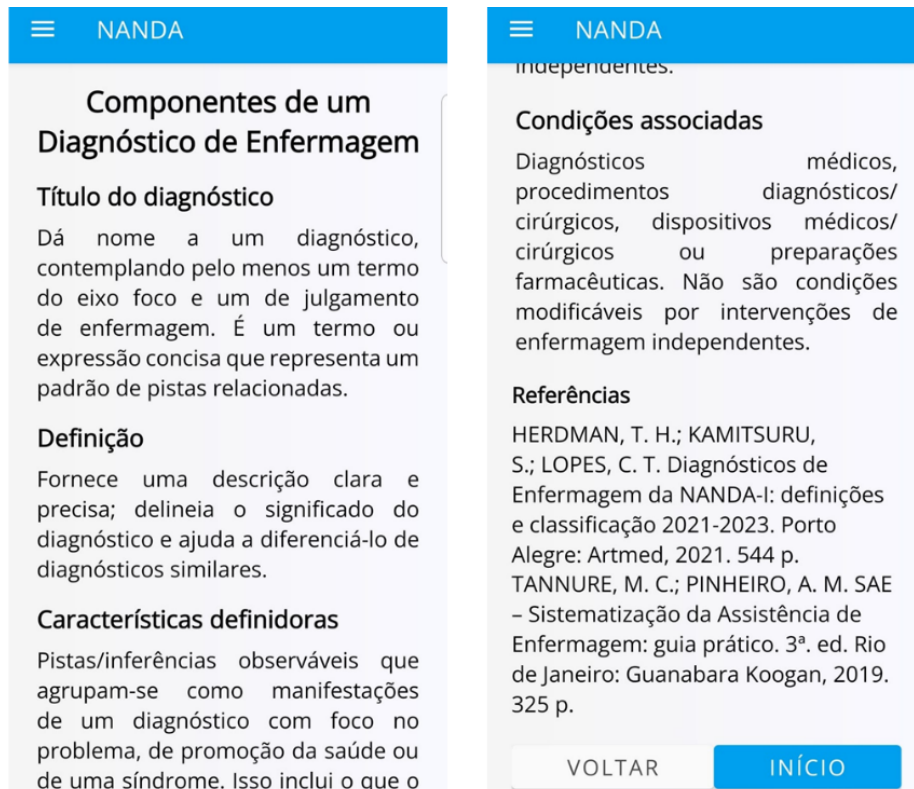 NANDA
Componentes de um
Diagnóstico de Enfermagem
Título do diagnóstico
Dá nome a um diagnóstico,
contemplando pelo menos um termo
do eixo foco e um de julgamento
de enfermagem. É um termo ou
expressão concisa que representa um
padrão de pistas relacionadas.
Definição
Fornece uma descrição clara e
precisa; delineia o significado do
diagnóstico e ajuda a diferenciá-lo de
diagnósticos similares.
Características definidoras
Pistas/inferências observáveis que
agrupam-se como manifestações
de um diagnóstico com foco no
problema, de promoção da saúde ou
de uma síndrome. Isso inclui o que o
NANDA
independentes.
Condições associadas
Diagnósticos médicos,
procedimentos diagnósticos/
cirúrgicos, dispositivos médicos/
cirúrgicos ou preparações
farmacêuticas. Não são condições
modificáveis por intervenções de
enfermagem independentes.
Referências
HERDMAN, T. H.; KAMITSURU,
S.; LOPES, C. T. Diagnósticos de
Enfermagem da NANDA-I: definições
e classificação 2021-2023. Porto
Alegre: Artmed, 2021. 544 p.
TANNURE, M. C.; PINHEIRO, A. M. SAE
– Sistematização da Assistência de
Enfermagem: guia prático. 3ª. ed. Rio
de Janeiro: Guanabara Koogan, 2019.
325 p.
VOLTAR
INÍCIO